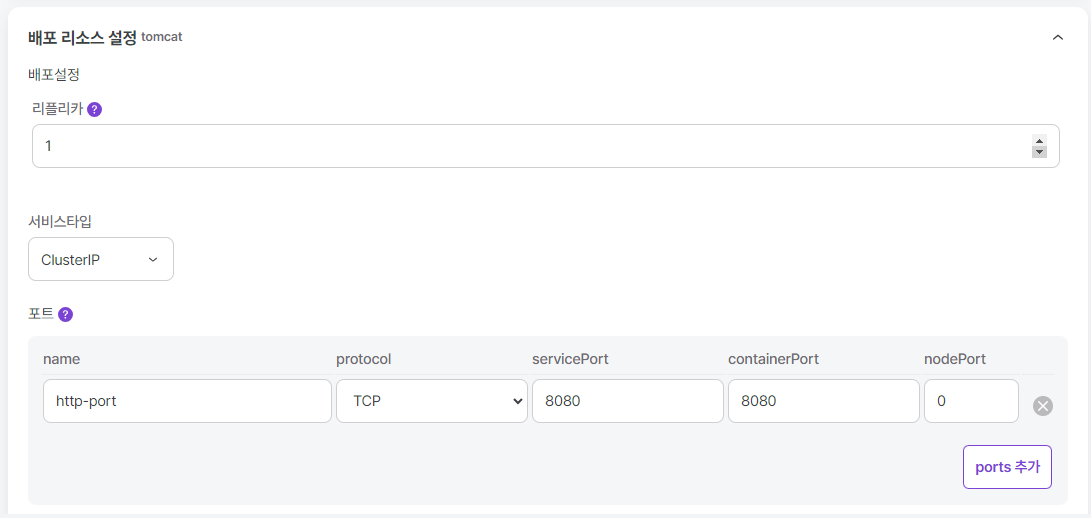 배포 리소스 설정 tomcat
배포설정
리플리카 ?
1
서비스타입
ClusterIP
포트 ?
name protocol servicePort containerPort nodePort
http-port TCP 8080 8080 0
ports 추가